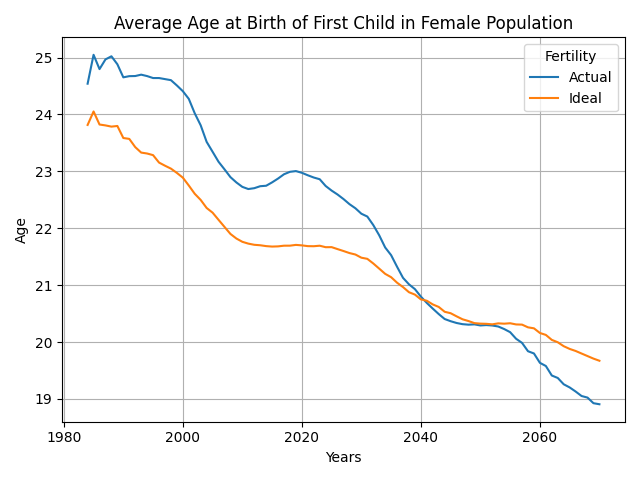 Average Age at Birth of First Child in Female Population
Fertility
Actual
Ideal
Age
25
24
23
22
21
20
19
1980
2000
2020
2040
2060
Years